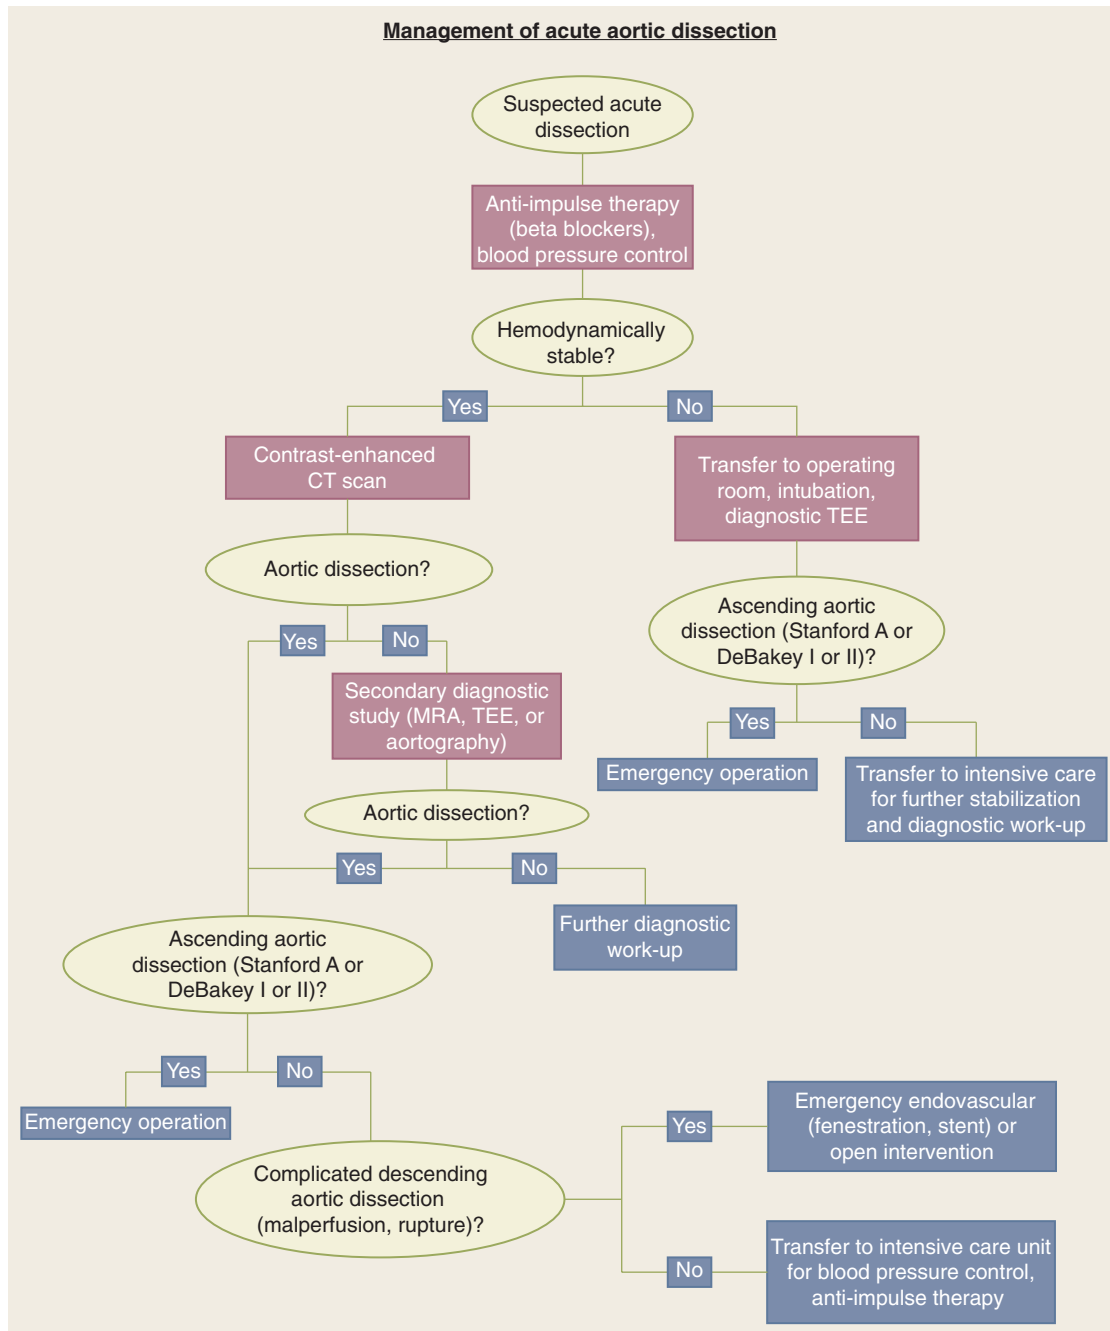 Management of acute aortic dissection
Suspected acute
dissection
Anti-impulse therapy
(beta blockers),
blood pressure control
Hemodynamically
stable?
Yes
No
Contrast-enhanced
CT scan
Transfer to operating
room, intubation,
diagnostic TEE
Aortic dissection?
Ascending aortic
dissection (Stanford A or
DeBakey I or II)?
Yes
No
Secondary diagnostic
study (MRA, TEE, or
aortography)
Yes
No
Emergency operation
Transfer to intensive care
for further stabilization
and diagnostic work-up
Aortic dissection?
Yes
No
Further diagnostic
work-up
Ascending aortic
dissection (Stanford A or
DeBakey I or II)?
Yes
No
Emergency operation
Complicated descending
aortic dissection
(malperfusion, rupture)?
Yes
Emergency endovascular
(fenestration, stent) or
open intervention
No
Transfer to intensive care unit
for blood pressure control,
anti-impulse therapy